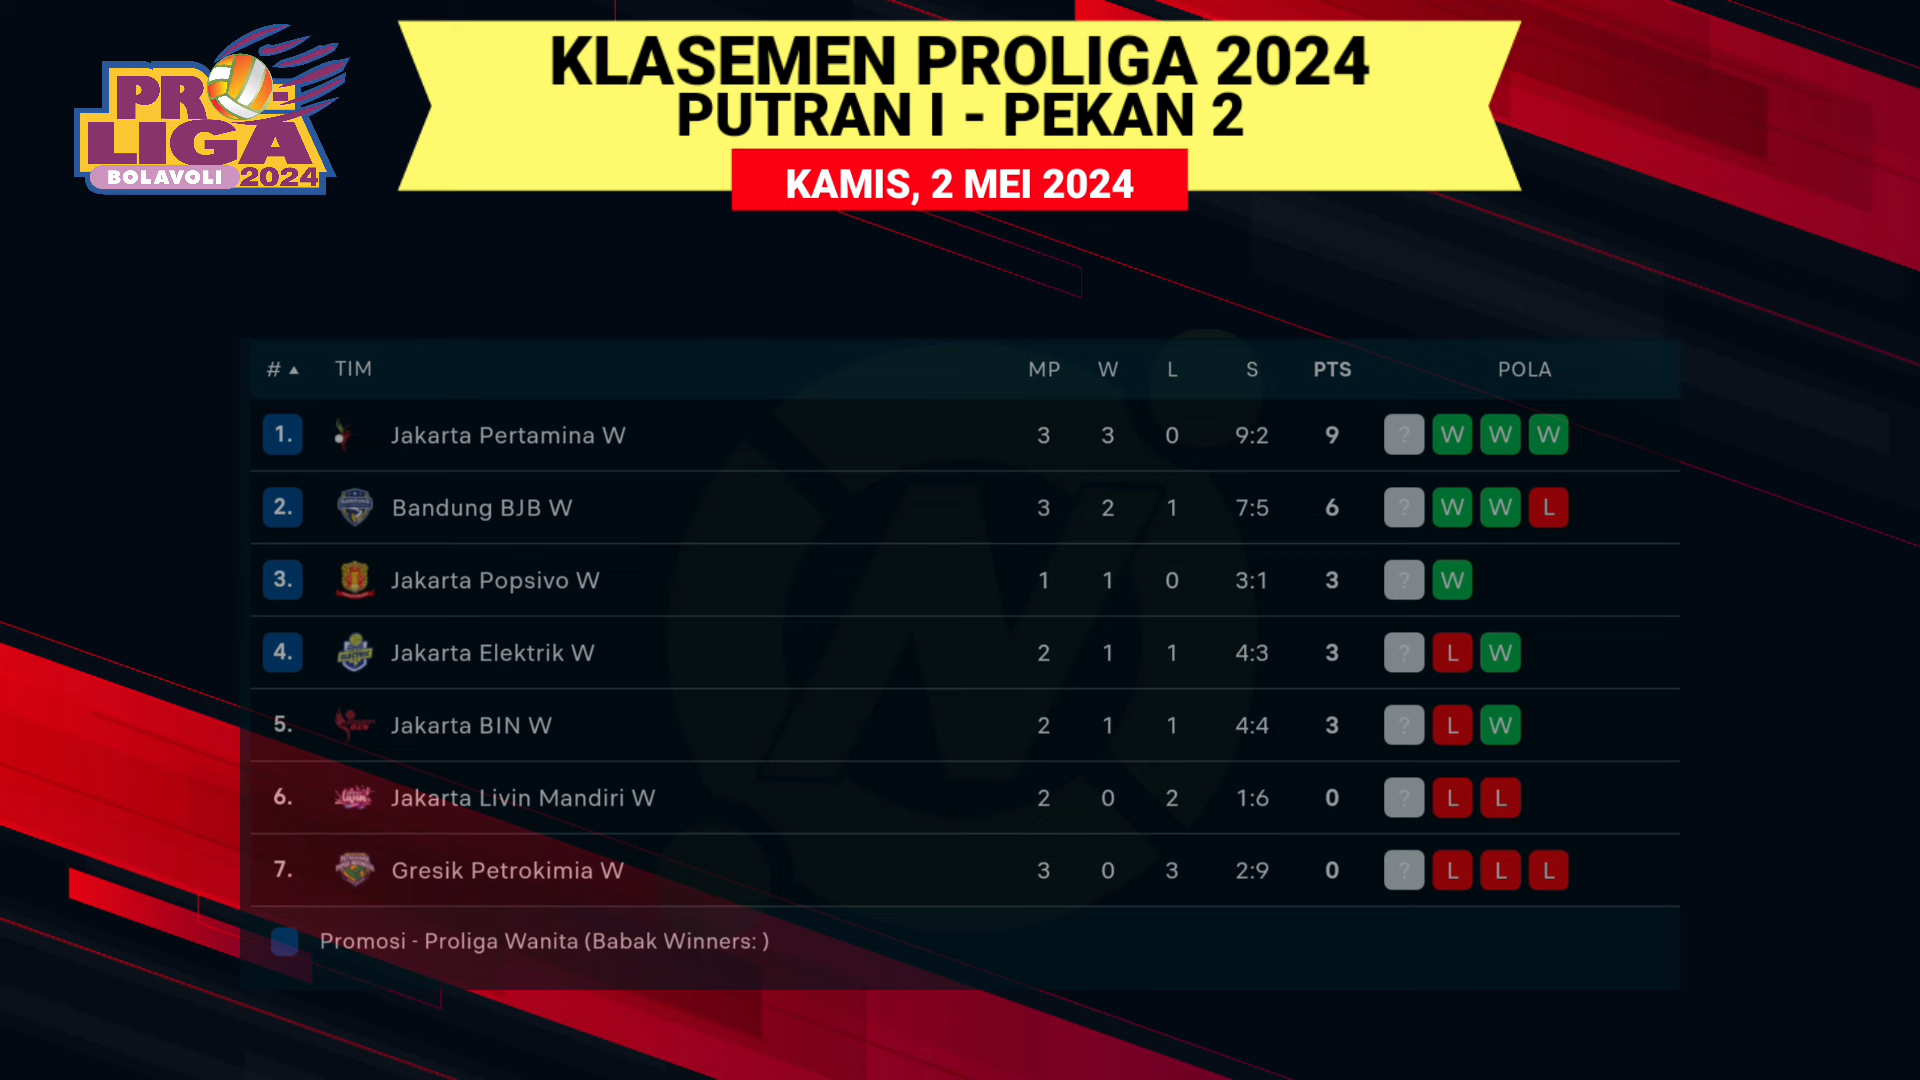 PROLIGA
BOLAVOLI 2024
KLASEMEN PROLIGA 2024
PUTRAN I - PEKAN 2
KAMIS, 2 MEI 2024
# ▲ TIM MP W L S PTS POLA
1. Jakarta Pertamina W 3 3 0 9:2 9 ? W W W
2. Bandung BJB W 3 2 1 7:5 6 ? W W L
3. Jakarta Popsivo W 1 1 0 3:1 3 ? W
4. Jakarta Elektrik W 2 1 1 4:3 3 ? L W
5. Jakarta BIN W 2 1 1 4:4 3 ? L W
6. Jakarta Livin Mandiri W 2 0 2 1:6 0 ? L L
7. Gresik Petrokimia W 3 0 3 2:9 0 ? L L L
Promosi - Proliga Wanita (Babak Winners: )